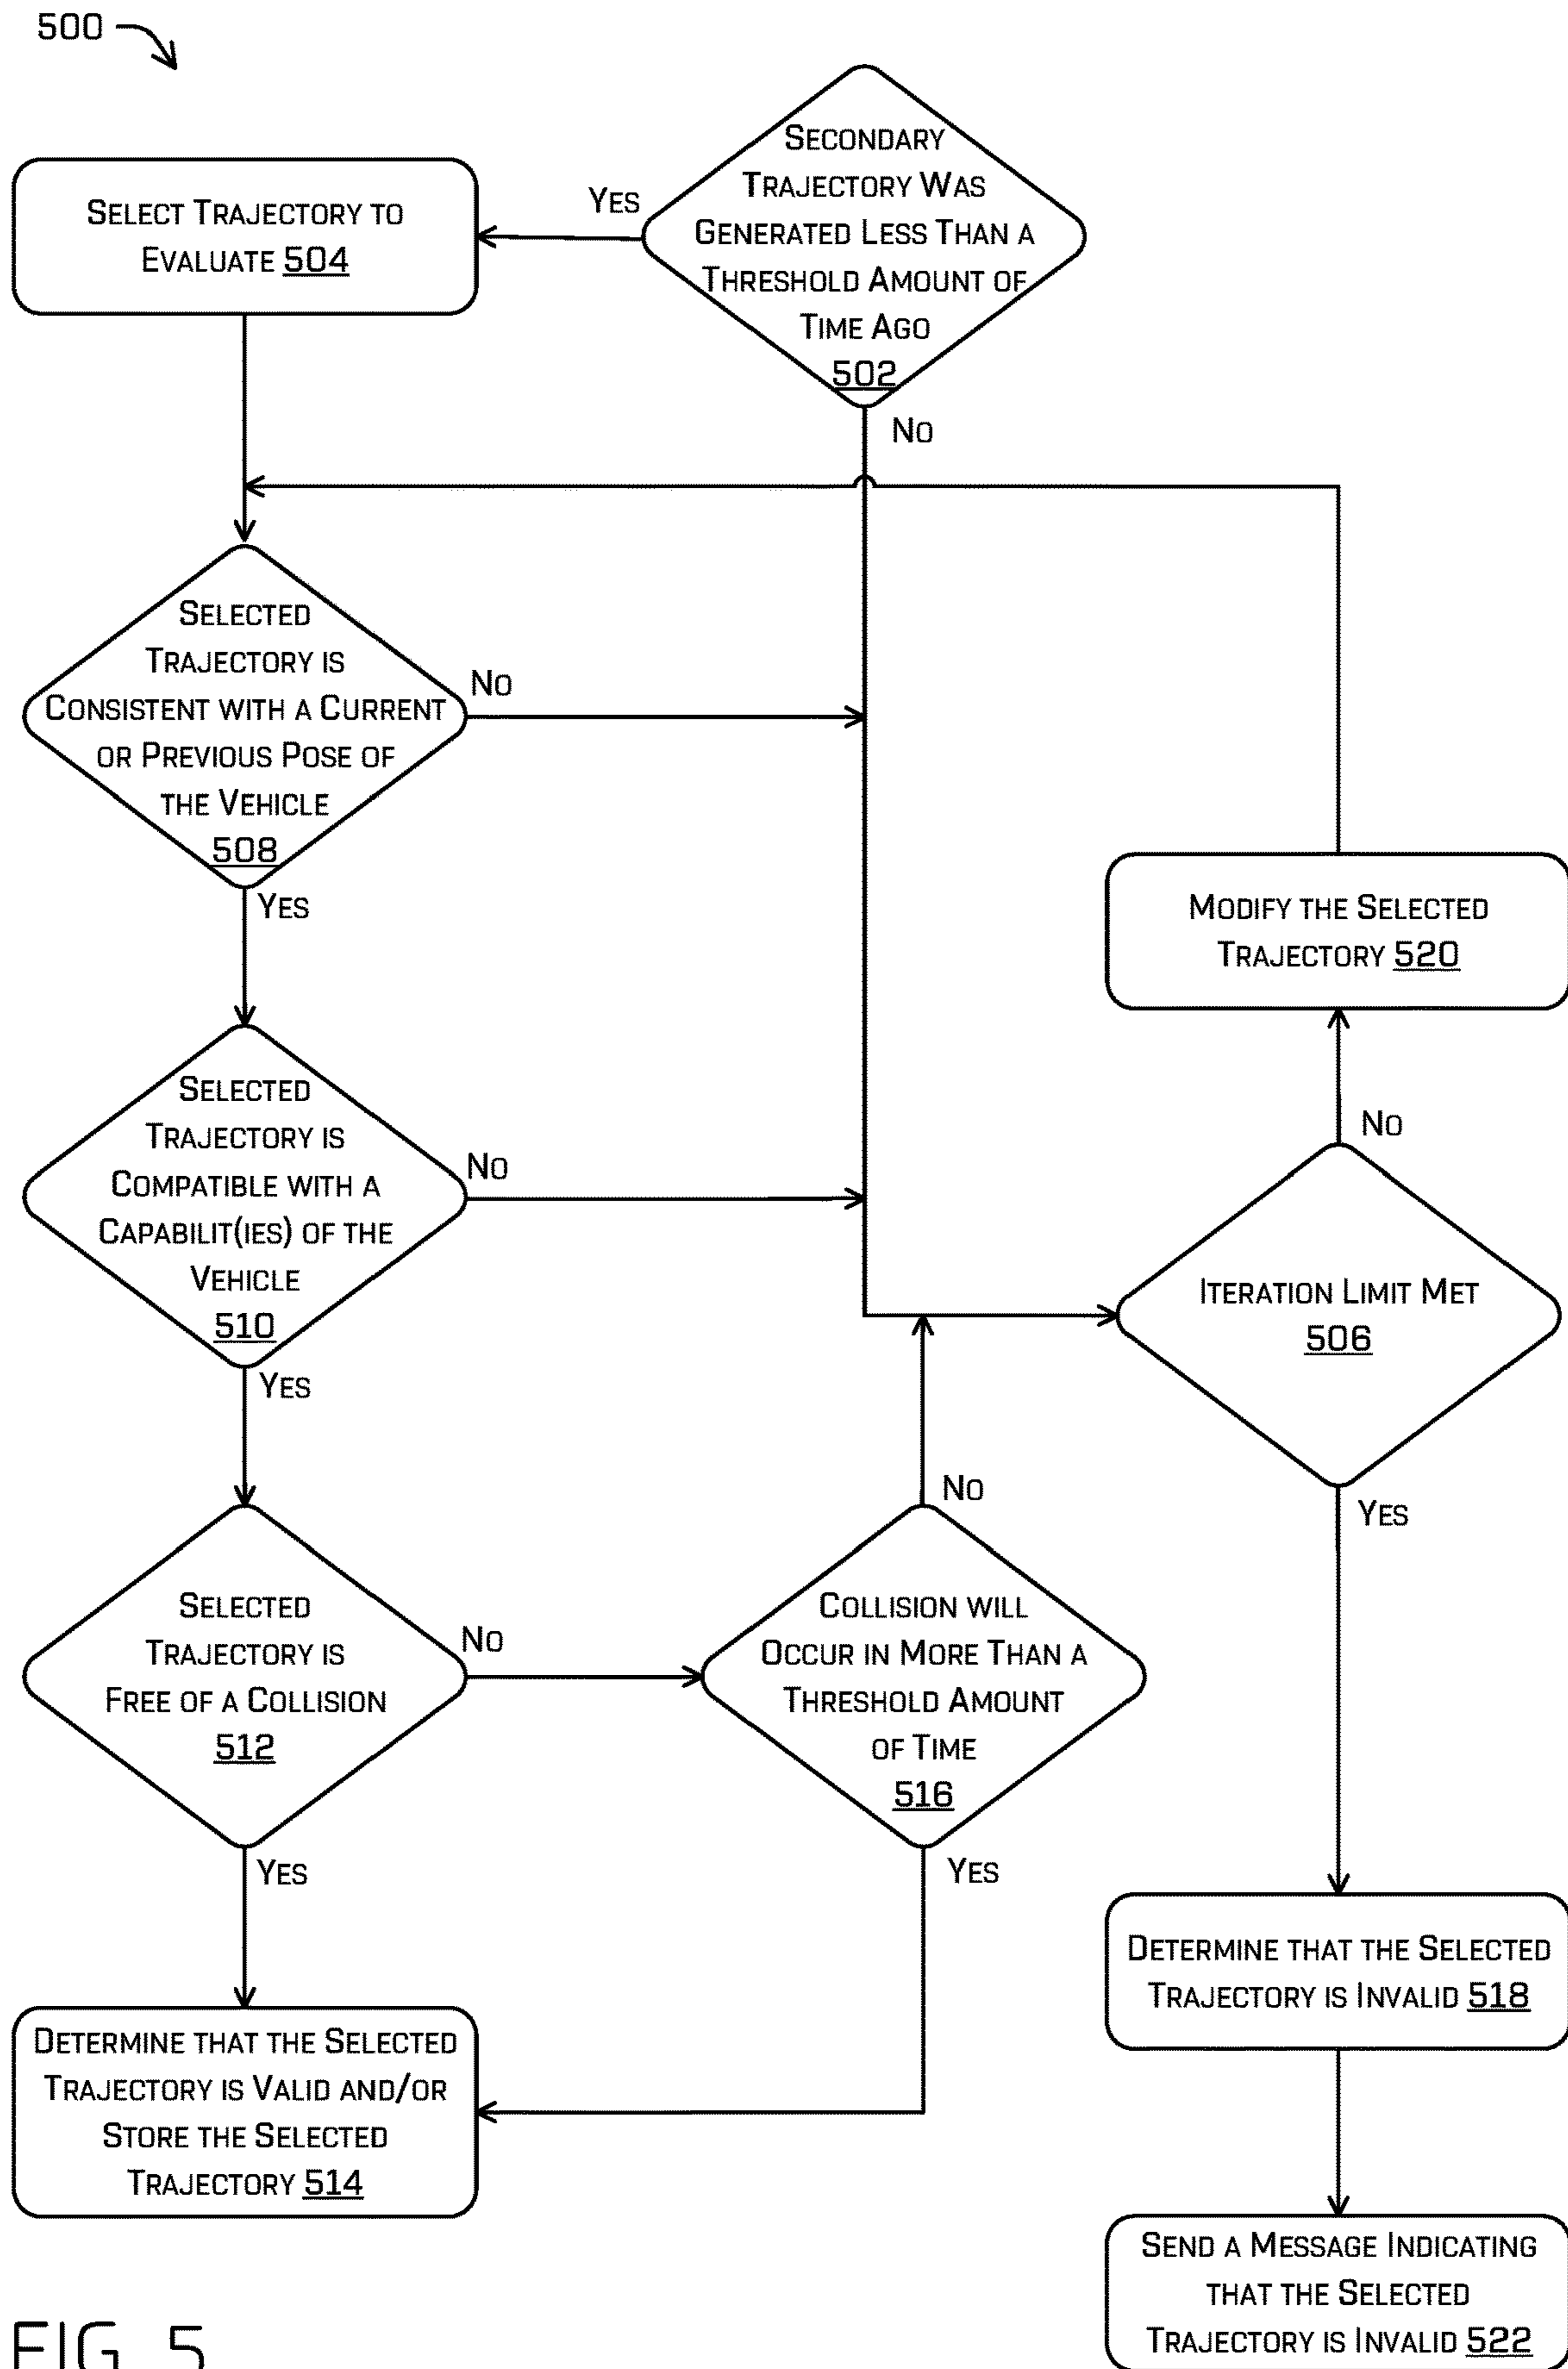 500
SECONDARY
TRAJECTORY WAS
GENERATED LESS THAN A
THRESHOLD AMOUNT OF
TIME AGO
502
YES
NO
SELECT TRAJECTORY TO
EVALUATE 504
SELECTED
TRAJECTORY IS
CONSISTENT WITH A CURRENT
OR PREVIOUS POSE OF
THE VEHICLE
508
NO
YES
MODIFY THE SELECTED
TRAJECTORY 520
SELECTED
TRAJECTORY IS
COMPATIBLE WITH A
CAPABILIT(IES) OF THE
VEHICLE
510
NO
YES
NO
ITERATION LIMIT MET
506
YES
SELECTED
TRAJECTORY IS
FREE OF A COLLISION
512
NO
YES
NO
COLLISION WILL
OCCUR IN MORE THAN A
THRESHOLD AMOUNT
OF TIME
516
YES
DETERMINE THAT THE SELECTED
TRAJECTORY IS VALID AND/OR
STORE THE SELECTED
TRAJECTORY 514
DETERMINE THAT THE SELECTED
TRAJECTORY IS INVALID 518
SEND A MESSAGE INDICATING
THAT THE SELECTED
TRAJECTORY IS INVALID 522
FIG. 5